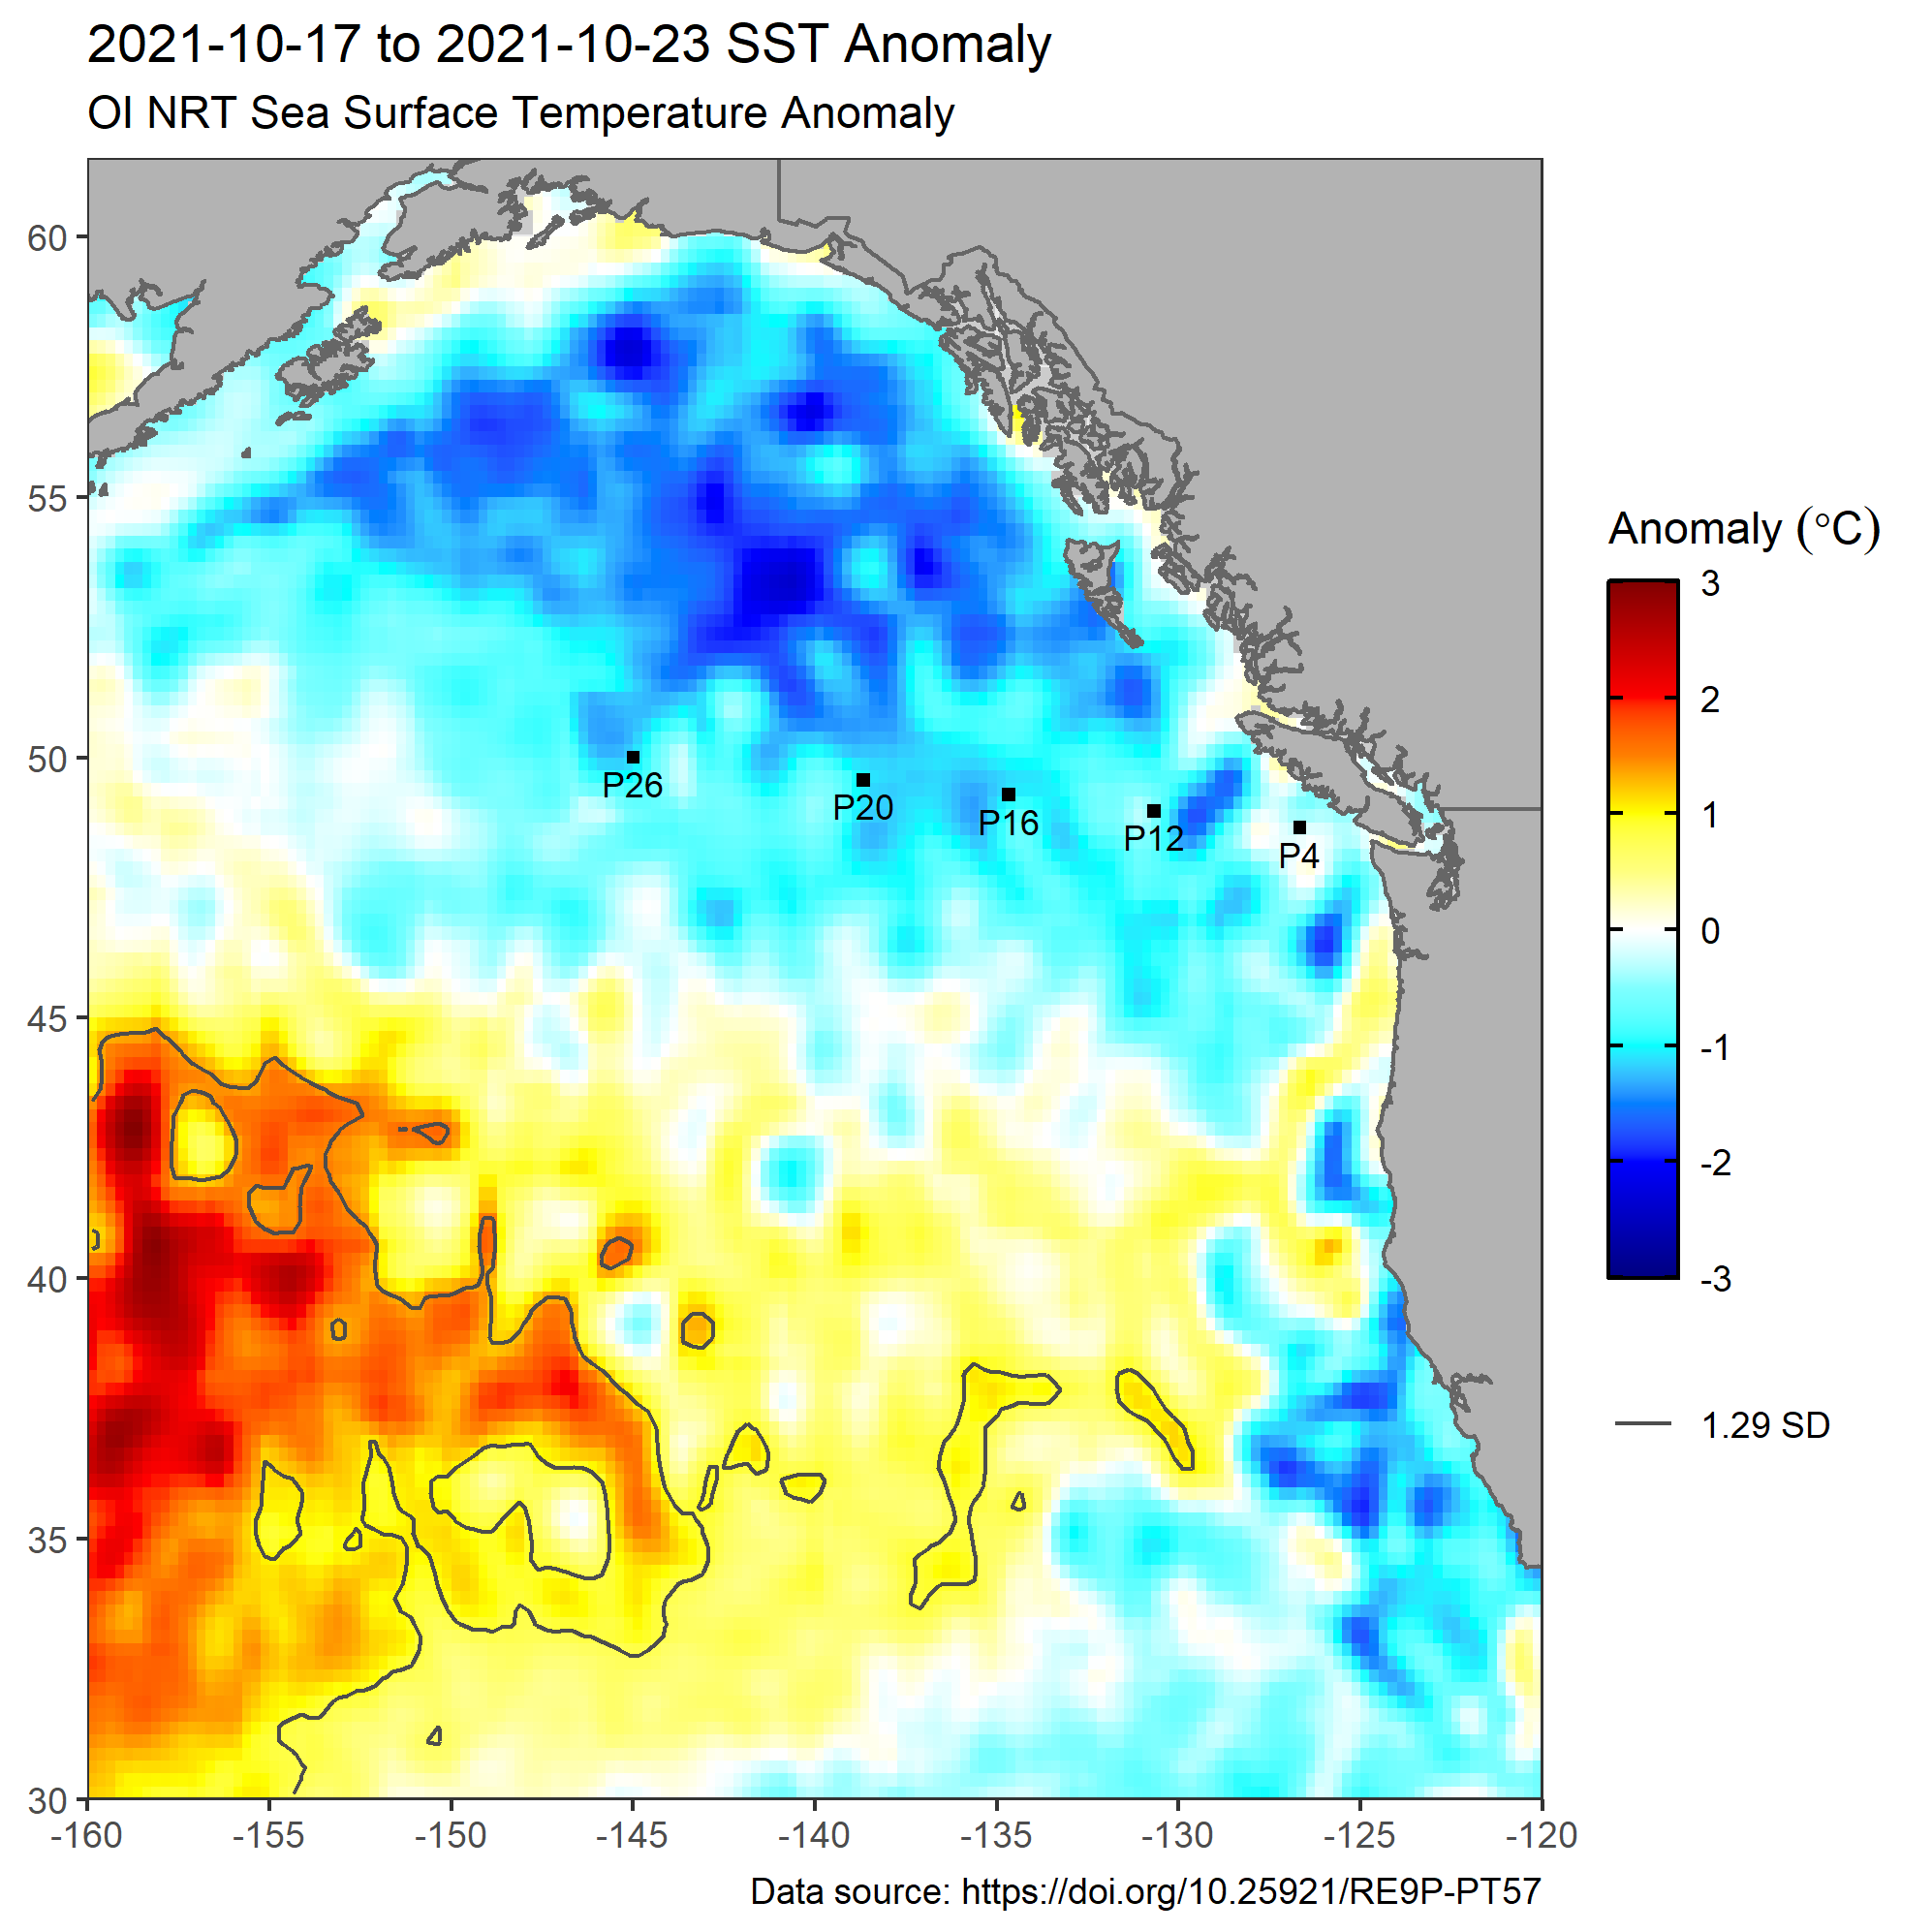 2021-10-17 to 2021-10-23 SST Anomaly
OI NRT Sea Surface Temperature Anomaly
60
55
50
45
40
35
30
-160
-155
-150
-145
-140
-135
-130
-125
-120
P26
P20
P16
P12
P4
Anomaly (°C)
3
2
1
0
-1
-2
-3
1.29 SD
Data source: https://doi.org/10.25921/RE9P-PT57